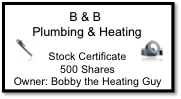 B & B
Plumbing & Heating
Stock Certificate
500 Shares
Owner: Bobby the Heating Guy